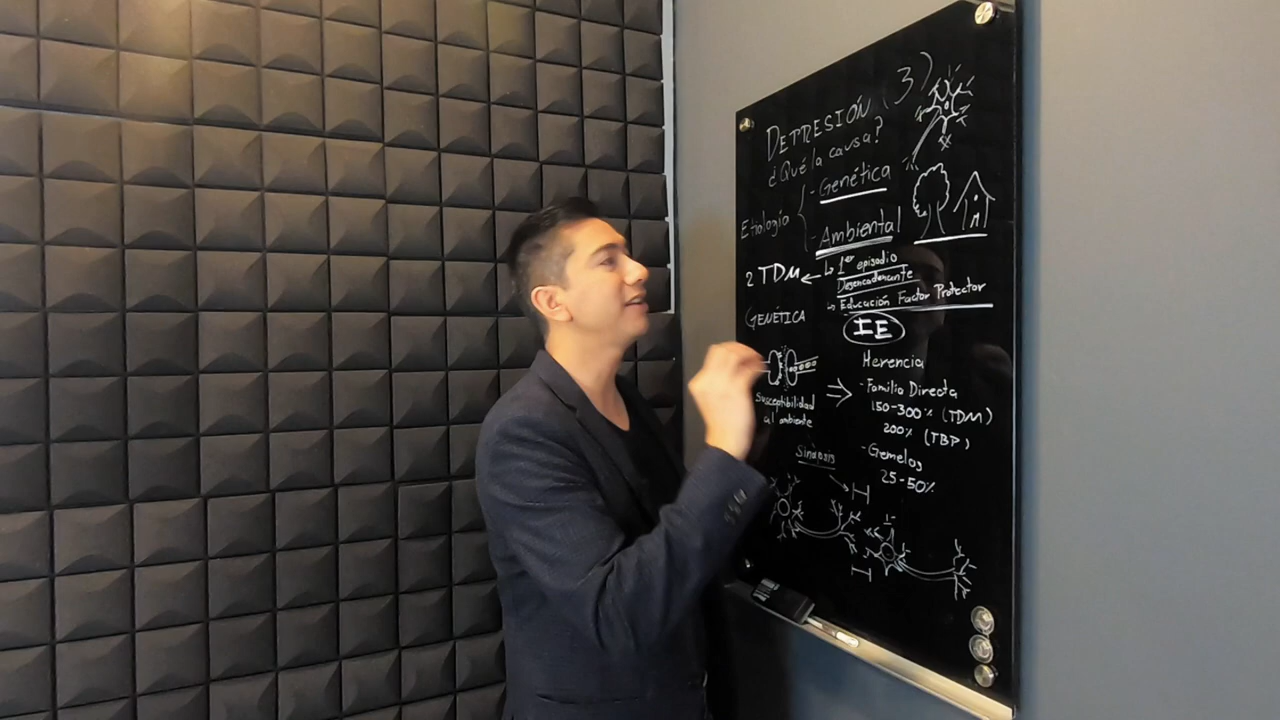 DEPRESIÓN (3)
¿Qué la causa?
Etiología
- Genética
- Ambiental
2 TDM
1er episodio
Desencadenante
Educación Factor Protector
IE
GENÉTICA
Susceptibilidad
al ambiente
Herencia
- Familia Directa
150-300% (TDM)
200% (TBP)
- Gemelos
25-50%
Sinapsis